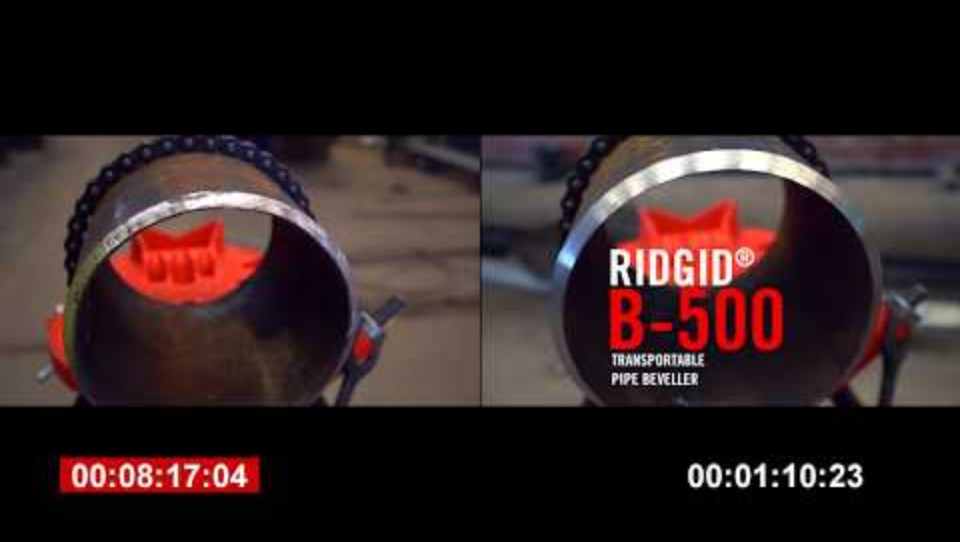 RIDGID®
B-500
TRANSPORTABLE
PIPE BEVELLER
00:08:17:04
00:01:10:23